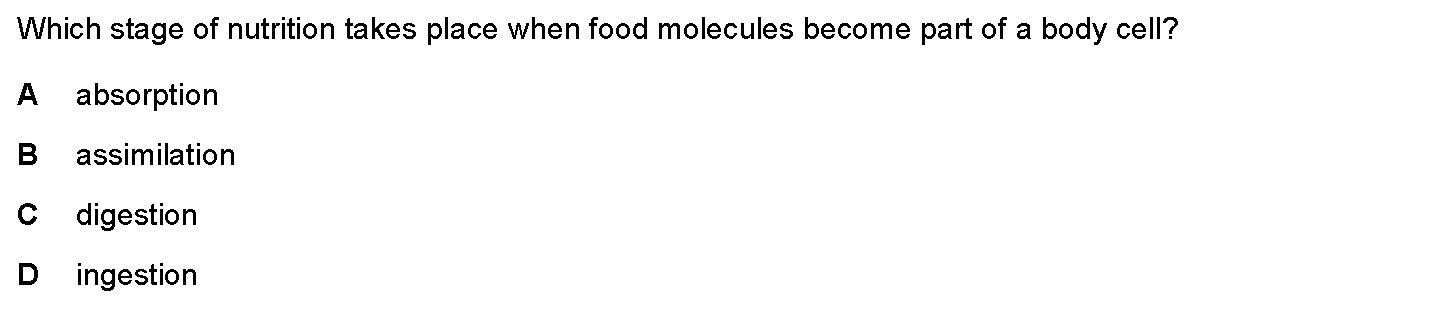 Which stage of nutrition takes place when food molecules become part of a body cell?
A absorption
B assimilation
C digestion
D ingestion